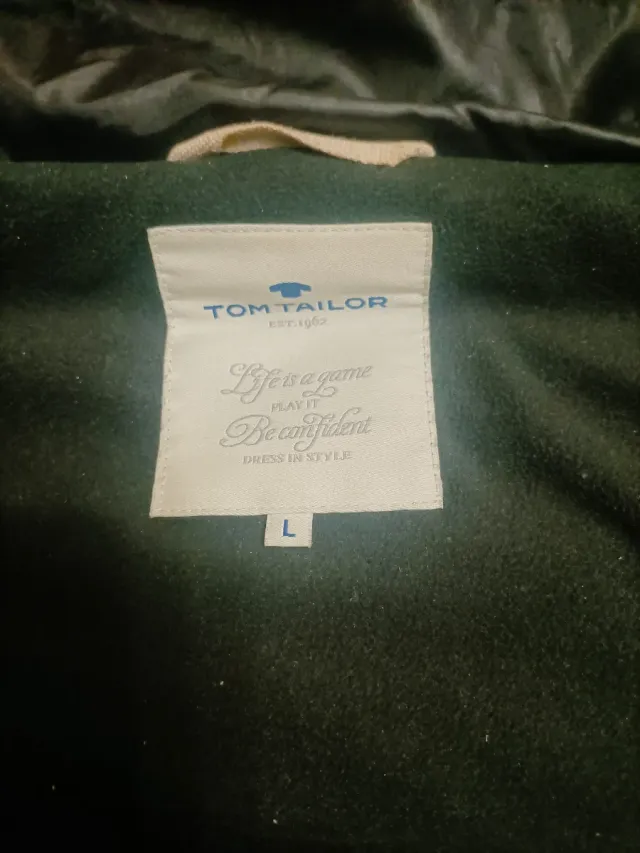 TOM TAILOR
EST. 1962
Life is a game
PLAY IT
Be confident
DRESS IN STYLE
L